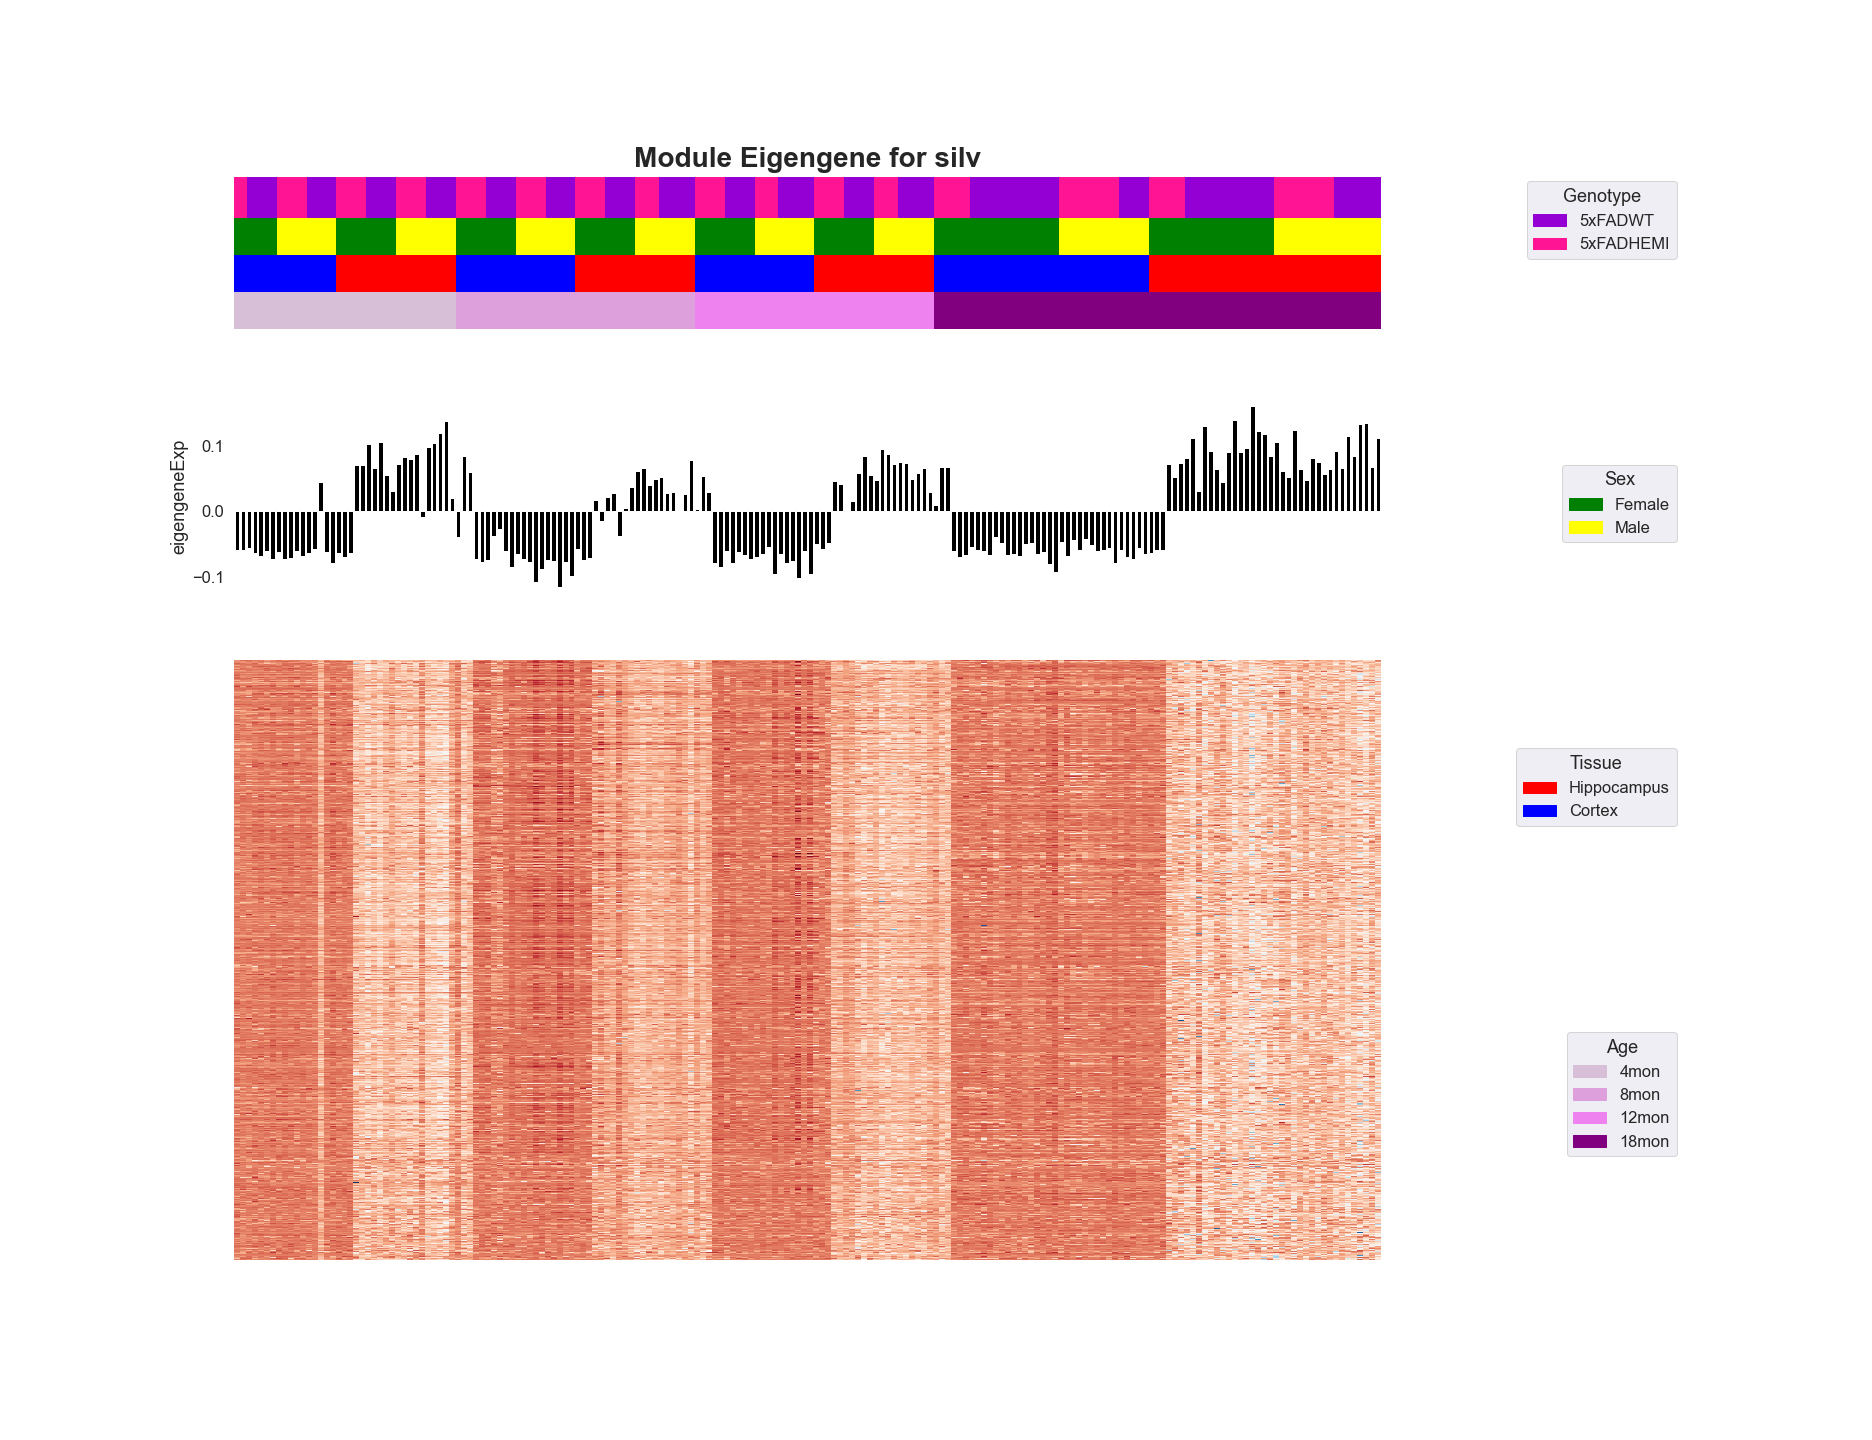 Module Eigengene for silv
Genotype
5xFADWT
5xFADHEMI
eigengeneExp
0.1
0.0
−0.1
Sex
Female
Male
Tissue
Hippocampus
Cortex
Age
4mon
8mon
12mon
18mon